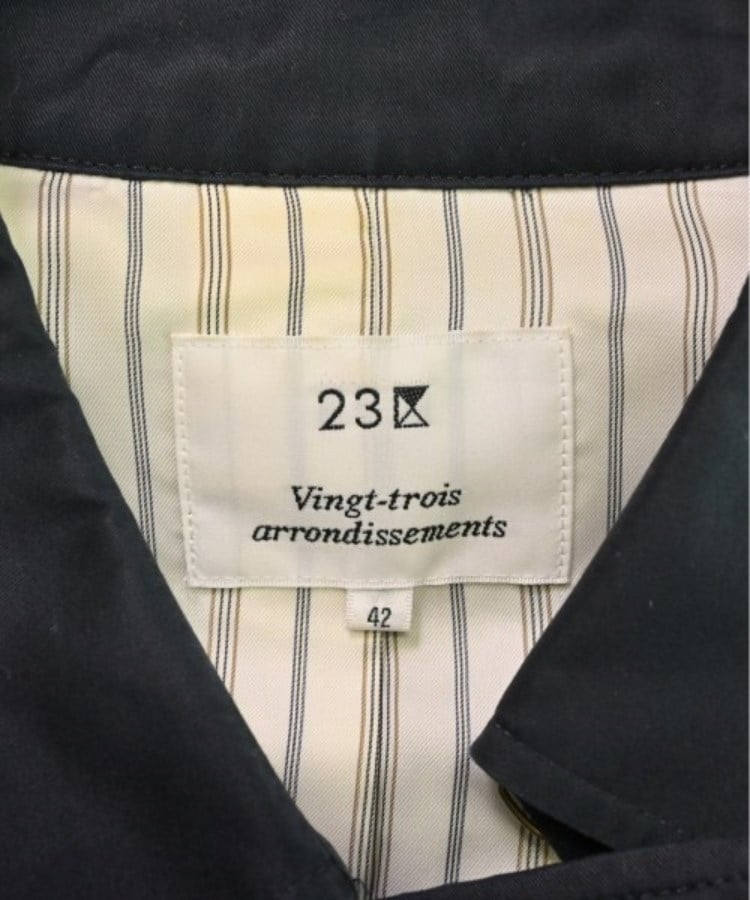 23区
Vingt-trois
arrondissements
42